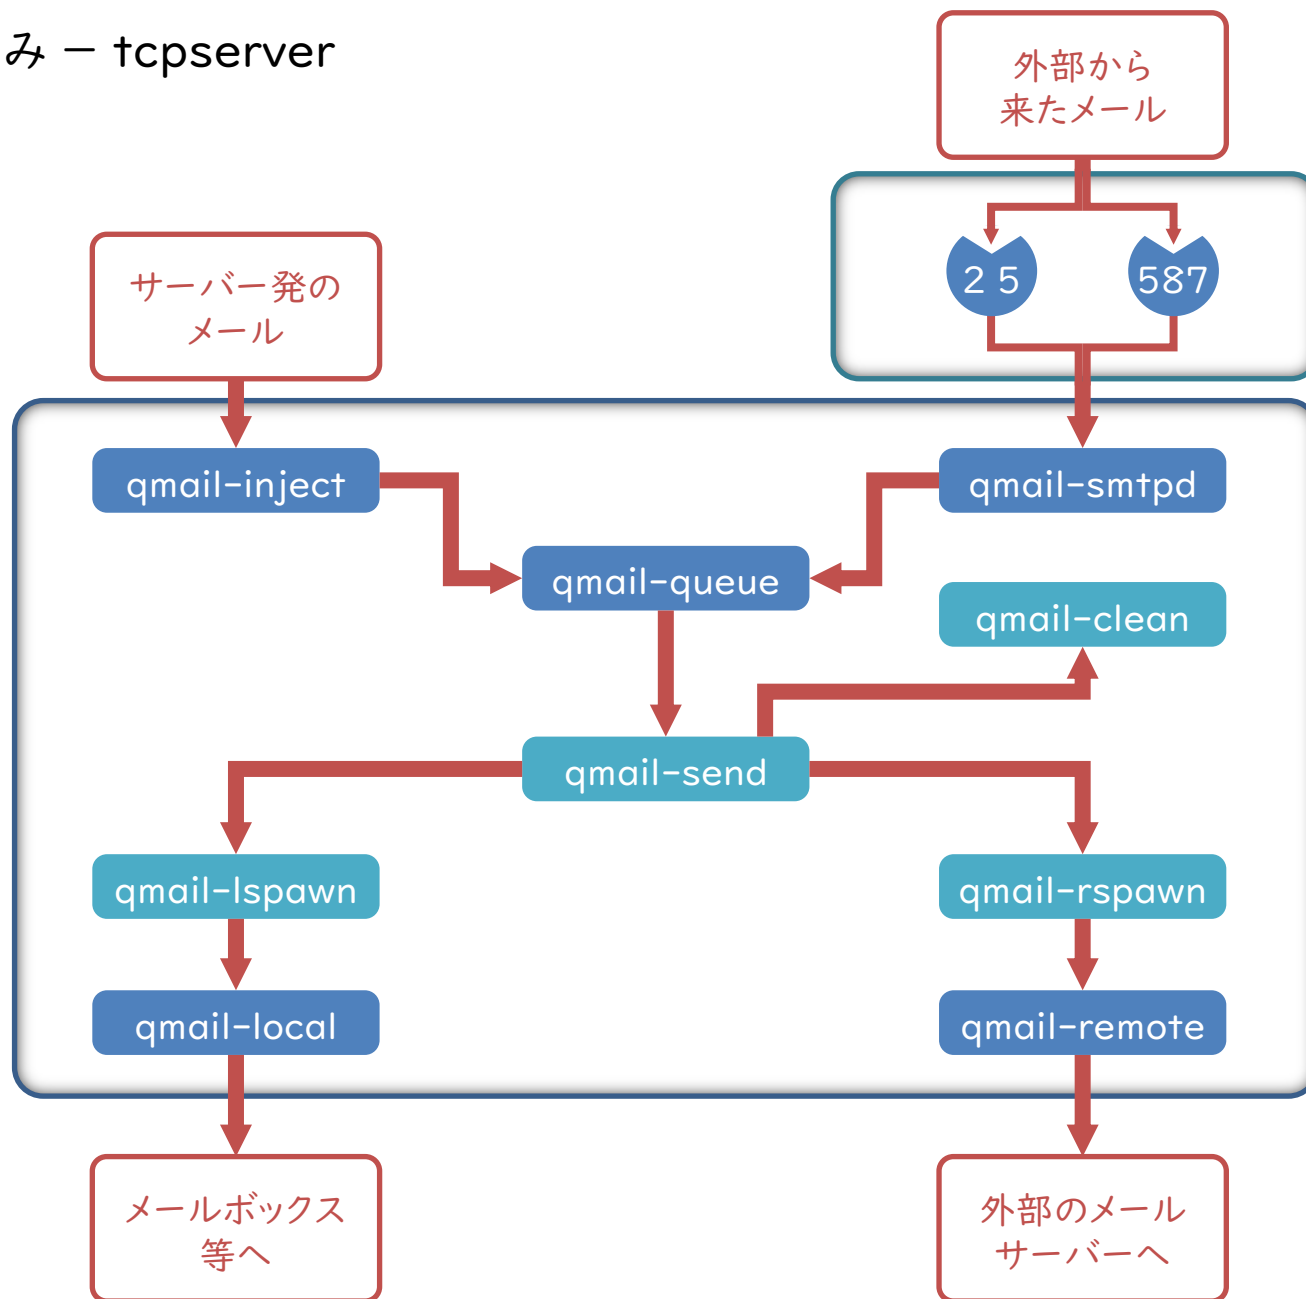 み － tcpserver
外部から
来たメール
25
587
サーバー発の
メール
qmail-inject
qmail-smtpd
qmail-queue
qmail-clean
qmail-send
qmail-lspawn
qmail-rspawn
qmail-local
qmail-remote
メールボックス
等へ
外部のメール
サーバーへ